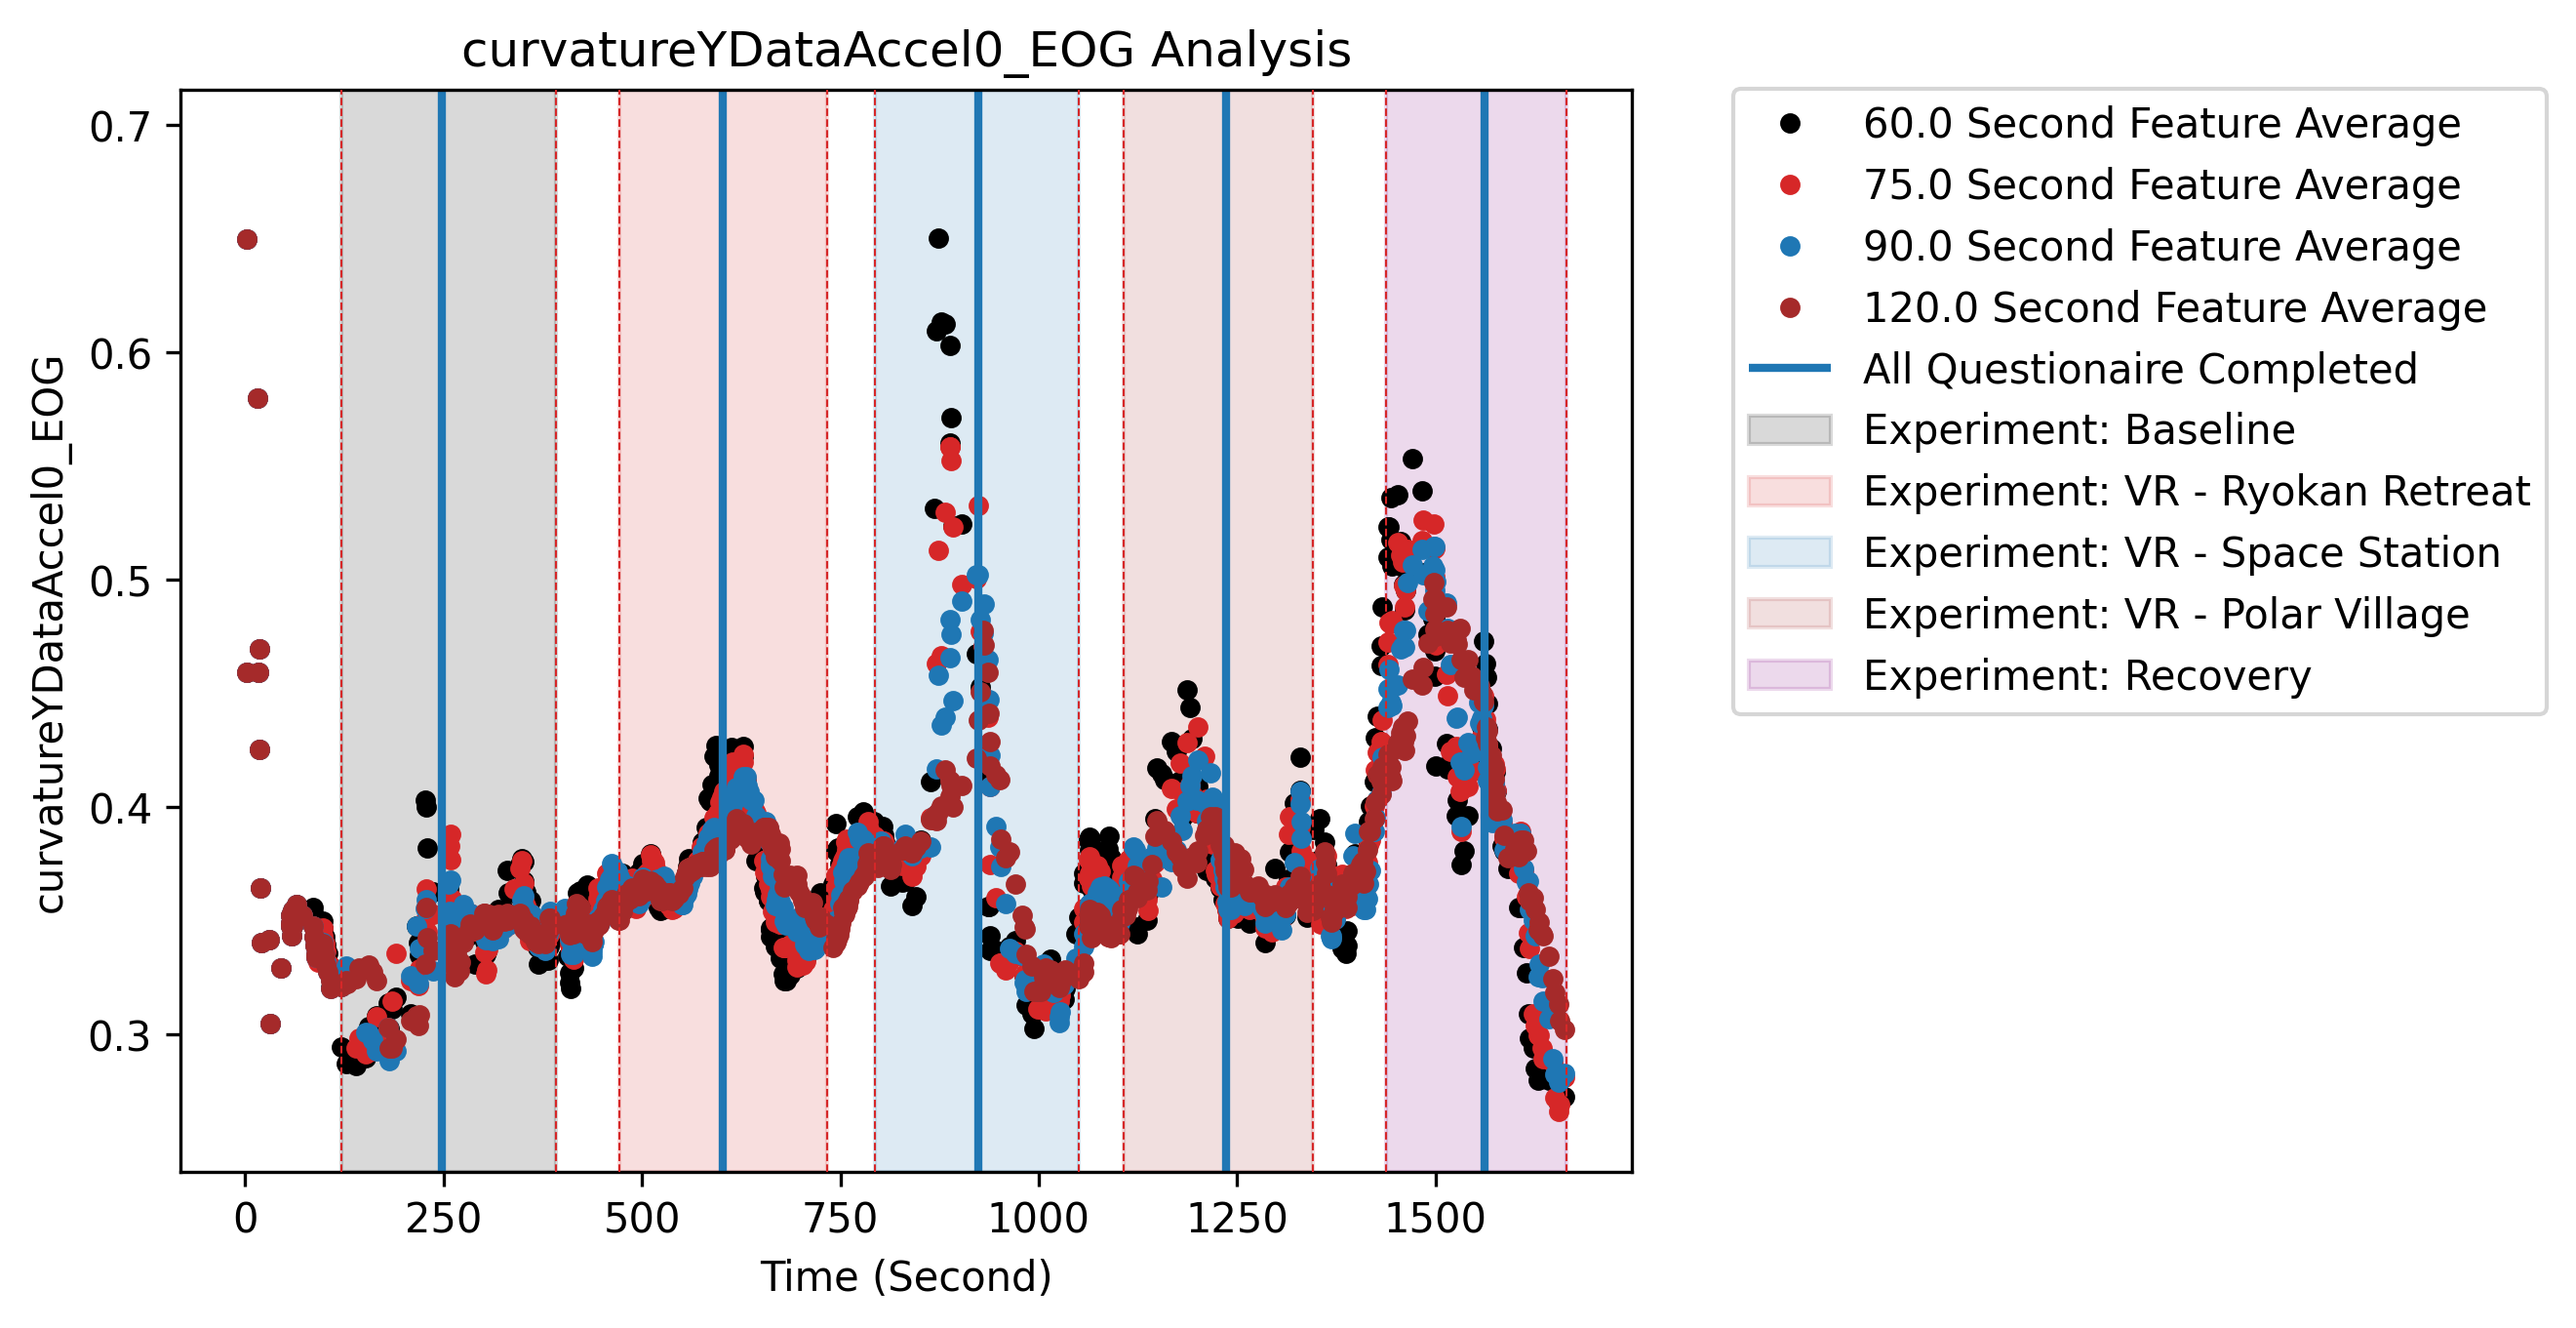 curvatureYDataAccel0_EOG Analysis
curvatureYDataAccel0_EOG
0.7
0.6
0.5
0.4
0.3
0
250
500
750
1000
1250
1500
Time (Second)
60.0 Second Feature Average
75.0 Second Feature Average
90.0 Second Feature Average
120.0 Second Feature Average
All Questionaire Completed
Experiment: Baseline
Experiment: VR - Ryokan Retreat
Experiment: VR - Space Station
Experiment: VR - Polar Village
Experiment: Recovery